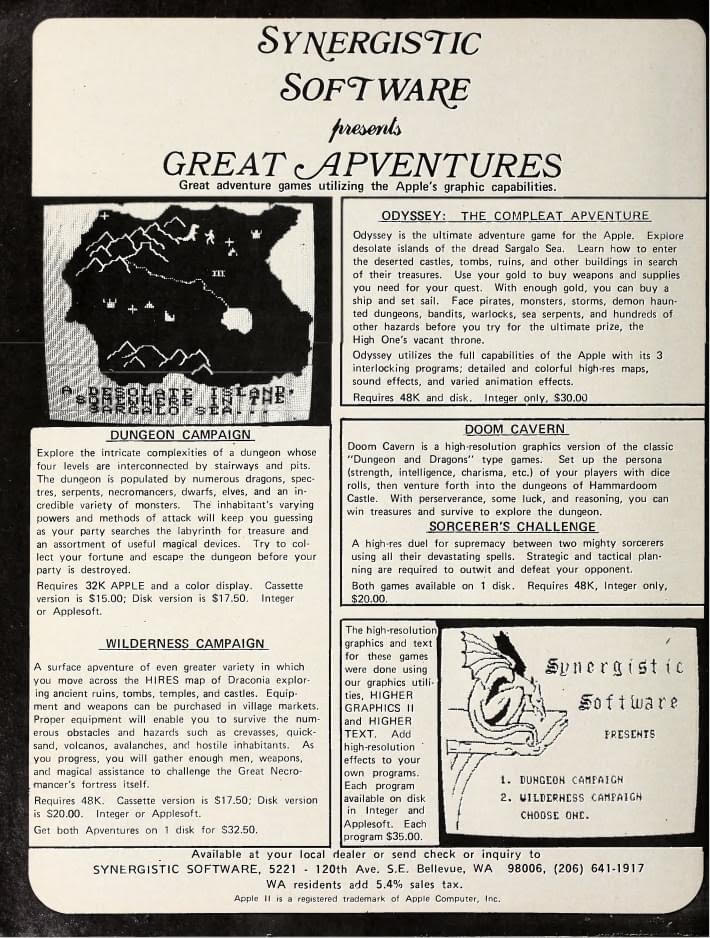 SYNERGISTIC
SOFTWARE
presents
GREAT APVENTURES
Great adventure games utilizing the Apple's graphic capabilities.
A DESOLATE ISLAND,
SOMEWHERE IN THE
SARGALO SEA...
DUNGEON CAMPAIGN
Explore the intricate complexities of a dungeon whose
four levels are interconnected by stairways and pits.
The dungeon is populated by numerous dragons, spec-
tres, serpents, necromancers, dwarfs, elves, and an in-
credible variety of monsters. The inhabitant's varying
powers and methods of attack will keep you guessing
as your party searches the labyrinth for treasure and
an assortment of useful magical devices. Try to col-
lect your fortune and escape the dungeon before your
party is destroyed.
Requires 32K APPLE and a color display. Cassette
version is $15.00; Disk version is $17.50. Integer
or Applesoft.
WILDERNESS CAMPAIGN
A surface apventure of even greater variety in which
you move across the HIRES map of Draconia explor-
ing ancient ruins, tombs, temples, and castles. Equip-
ment and weapons can be purchased in village markets.
Proper equipment will enable you to survive the num-
erous obstacles and hazards such as crevasses, quick-
sand, volcanos, avalanches, and hostile inhabitants. As
you progress, you will gather enough men, weapons,
and magical assistance to challenge the Great Necro-
mancer's fortress itself.
Requires 48K. Cassette version is $17.50; Disk version
is $20.00. Integer or Applesoft.
Get both Apventures on 1 disk for $32.50.
ODYSSEY: THE COMPLEAT APVENTURE
Odyssey is the ultimate adventure game for the Apple. Explore
desolate islands of the dread Sargalo Sea. Learn how to enter
the deserted castles, tombs, ruins, and other buildings in search
of their treasures. Use your gold to buy weapons and supplies
you need for your quest. With enough gold, you can buy a
ship and set sail. Face pirates, monsters, storms, demon haun-
ted dungeons, bandits, warlocks, sea serpents, and hundreds of
other hazards before you try for the ultimate prize, the
High One's vacant throne.
Odyssey utilizes the full capabilities of the Apple with its 3
interlocking programs; detailed and colorful high-res maps,
sound effects, and varied animation effects.
Requires 48K and disk. Integer only, $30.00
DOOM CAVERN
Doom Cavern is a high-resolution graphics version of the classic
"Dungeon and Dragons" type games. Set up the persona
(strength, intelligence, charisma, etc.) of your players with dice
rolls, then venture forth into the dungeons of Hammardoom
Castle. With perserverance, some luck, and reasoning, you can
win treasures and survive to explore the dungeon.
SORCERER'S CHALLENGE
A high-res duel for supremacy between two mighty sorcerers
using all their devastating spells. Strategic and tactical plan-
ning are required to outwit and defeat your opponent.
Both games available on 1 disk. Requires 48K, Integer only,
$20.00.
The high-resolution
graphics and text
for these games
were done using
our graphics utili-
ties, HIGHER
GRAPHICS II
and HIGHER
TEXT. Add
high-resolution
effects to your
own programs.
Each program
available on disk
in Integer and
Applesoft. Each
program $35.00.
Synergistic
Software
PRESENTS
1. DUNGEON CAMPAIGN
2. WILDERNESS CAMPAIGN
CHOOSE ONE.
Available at your local dealer or send check or inquiry to
SYNERGISTIC SOFTWARE, 5221 - 120th Ave. S.E. Bellevue, WA 98006, (206) 641-1917
WA residents add 5.4% sales tax.
Apple II is a registered trademark of Apple Computer, Inc.